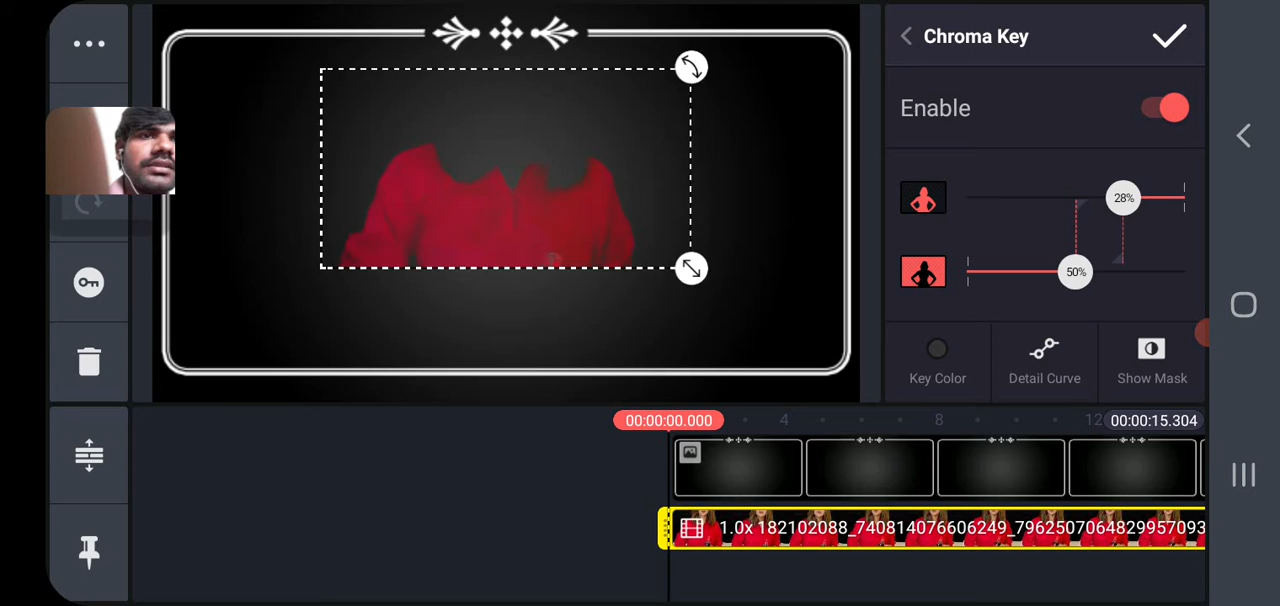 Chroma Key
Enable
28%
50%
Key Color
Detail Curve
Show Mask
00:00:00.000
4
8
12
00:00:15.304
1.0x 182102088_740814076606249_7962507064829957093